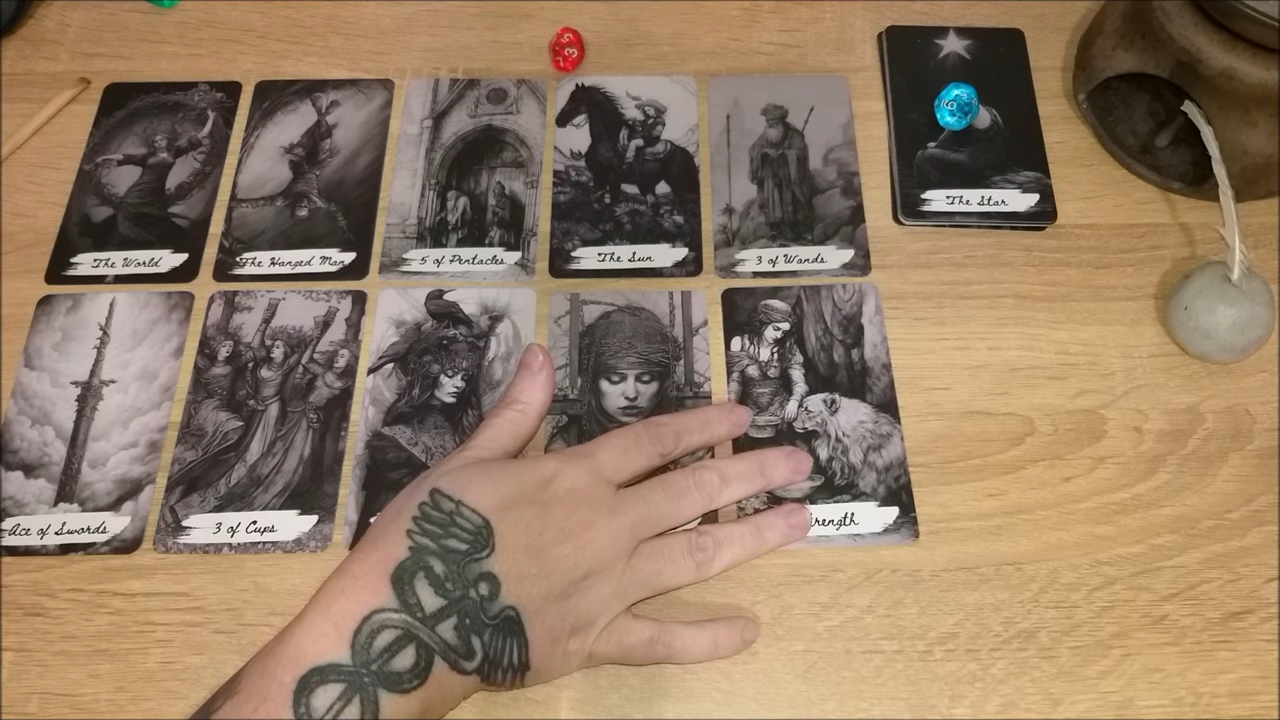 The Star
The World
The Hanged Man
5 of Pentacles
The Sun
3 of Wands
Ace of Swords
3 of Cups
rength